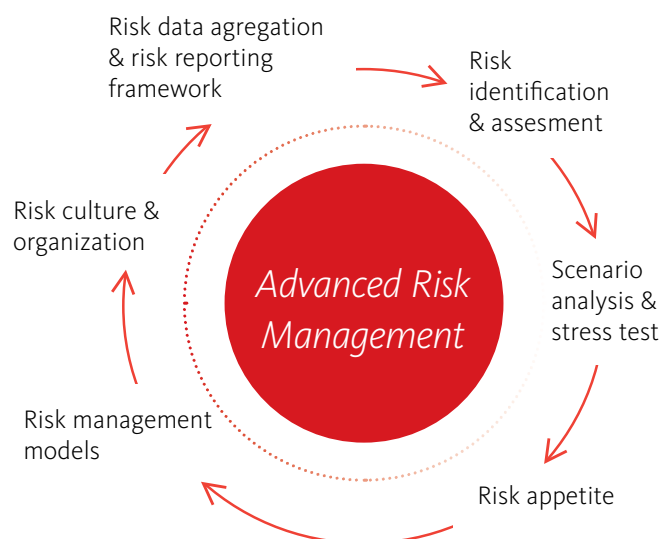 Risk data agregation
& risk reporting
framework
Risk
identification
& assesment
Scenario
analysis &
stress test
Risk appetite
Risk management
models
Risk culture &
organization
Advanced Risk
Management